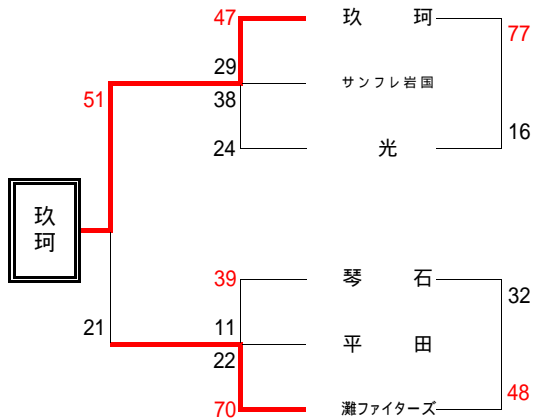 47 玖珂 77
29 サンフレ岩国
51
38
24 光 16
玖
珂
39 琴石 32
21 11 平田
22
70 灘ファイターズ 48